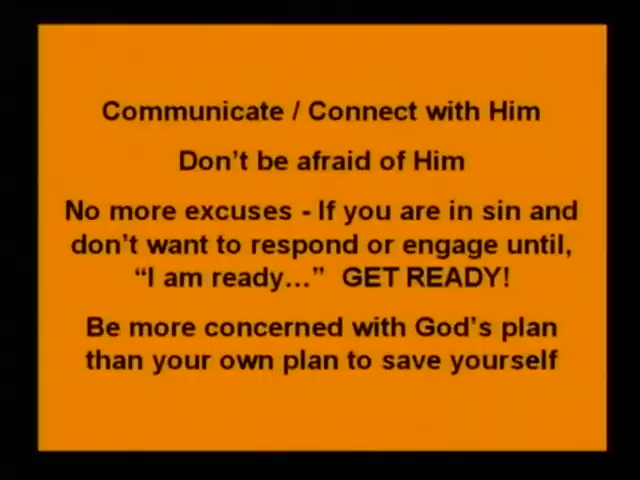 Communicate / Connect with Him
Don't be afraid of Him
No more excuses - If you are in sin and
don't want to respond or engage until,
“I am ready…”  GET READY!
Be more concerned with God's plan
than your own plan to save yourself